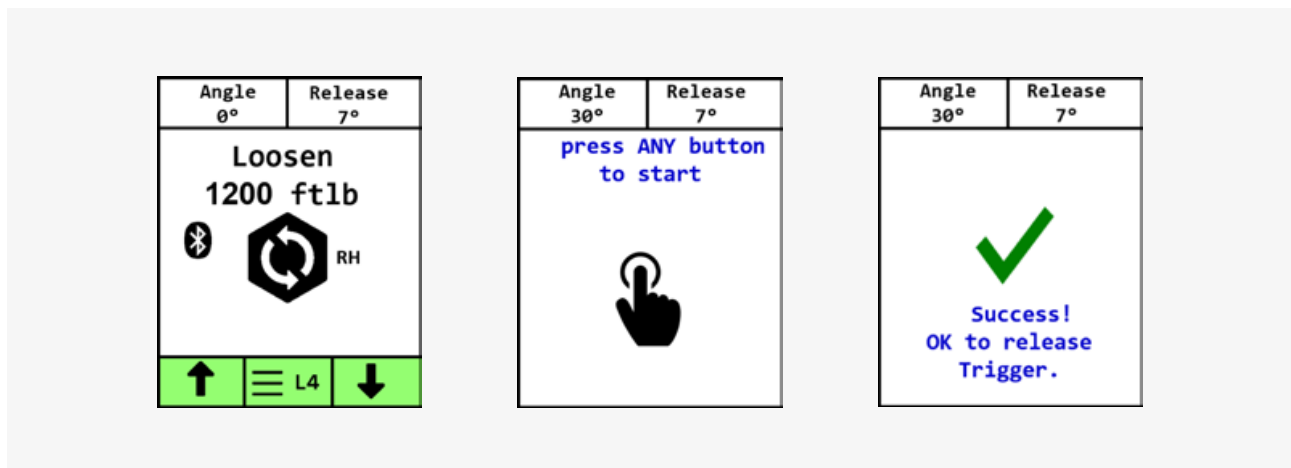 Angle
0°
Release
7°
Loosen
1200 ftlb
RH
L4
Angle
30°
Release
7°
press ANY button
to start
Angle
30°
Release
7°
Success!
OK to release
Trigger.